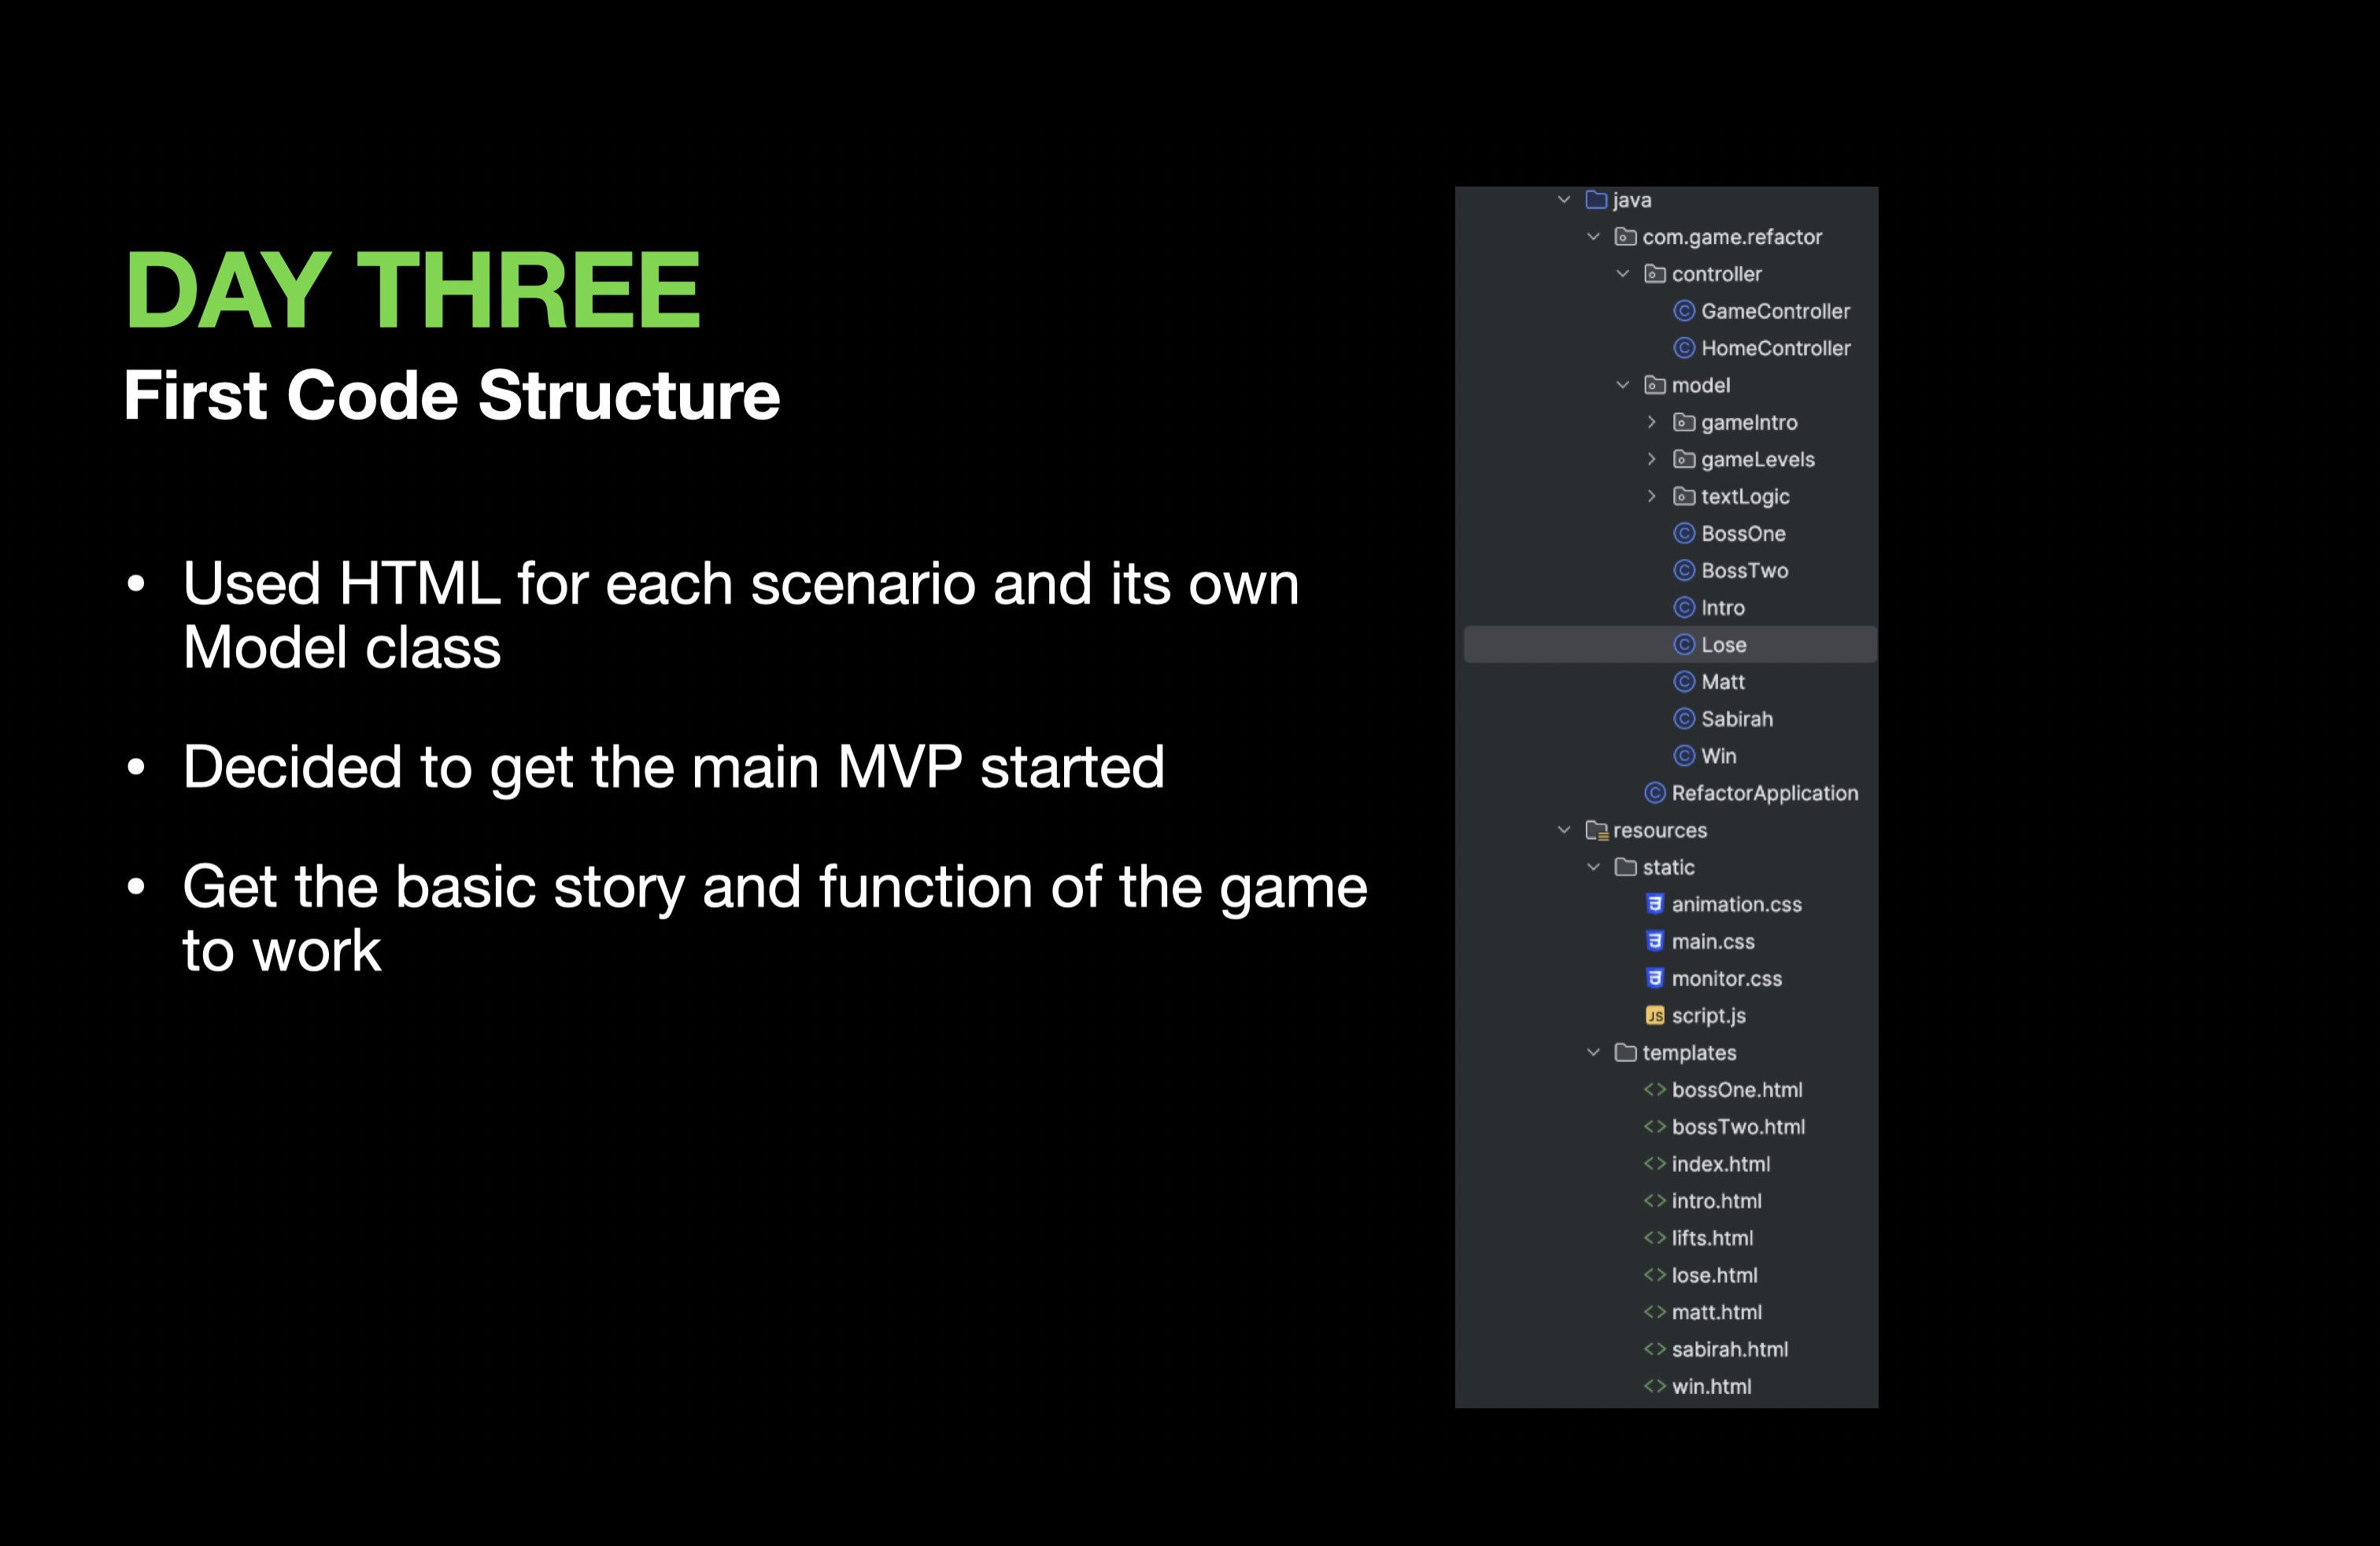 DAY THREE
First Code Structure
• Used HTML for each scenario and its own
Model class
• Decided to get the main MVP started
• Get the basic story and function of the game
to work
java
com.game.refactor
controller
GameController
HomeController
model
gameIntro
gameLevels
textLogic
BossOne
BossTwo
Intro
Lose
Matt
Sabirah
Win
RefactorApplication
resources
static
animation.css
main.css
monitor.css
script.js
templates
bossOne.html
bossTwo.html
index.html
intro.html
lifts.html
lose.html
matt.html
sabirah.html
win.html